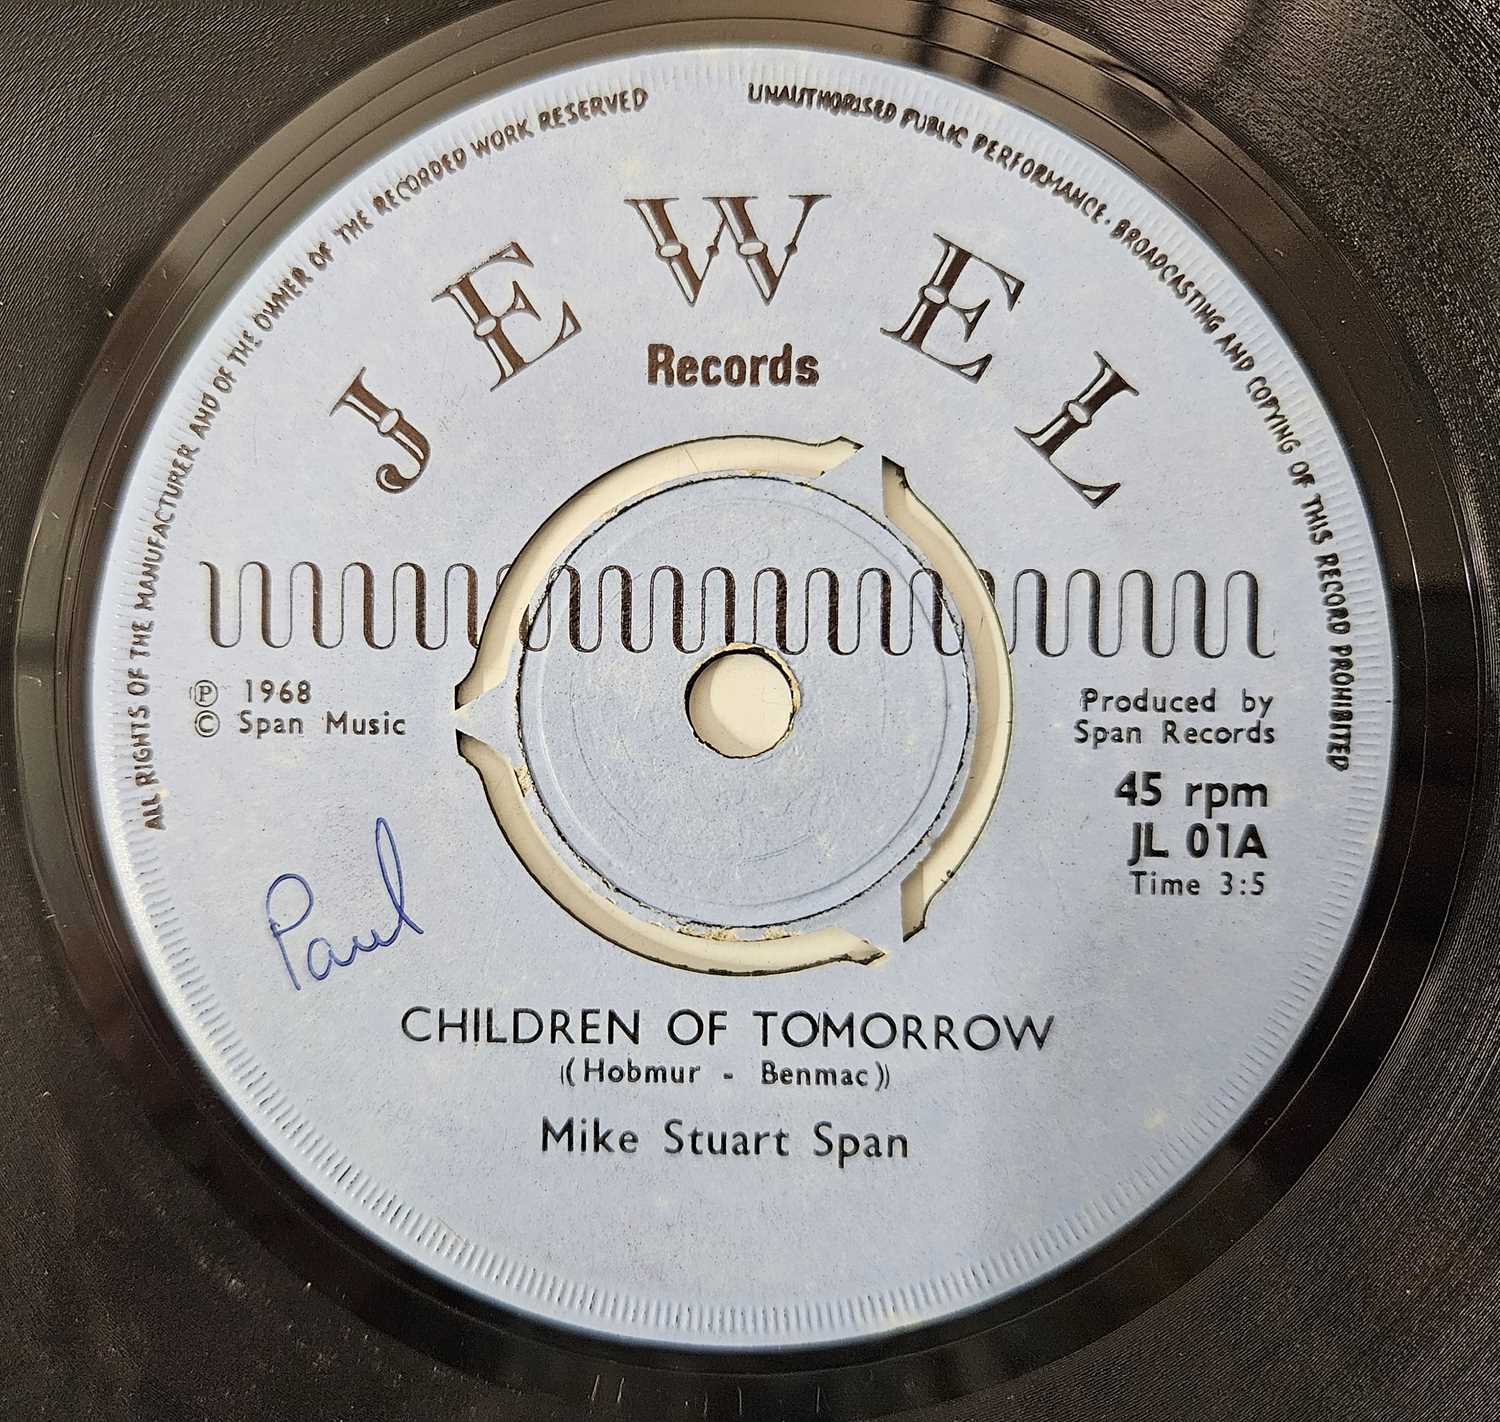 ALL RIGHTS OF THE MANUFACTURER AND OF THE OWNER OF THE RECORDED WORK RESERVED
UNAUTHORISED PUBLIC PERFORMANCE · BROADCASTING AND COPYING OF THIS RECORD PROHIBITED
JEWEL
Records
℗ 1968
© Span Music
Produced by
Span Records
45 rpm
JL 01A
Time 3:5
Paul
CHILDREN OF TOMORROW
(Hobmur - Benmac)
Mike Stuart Span